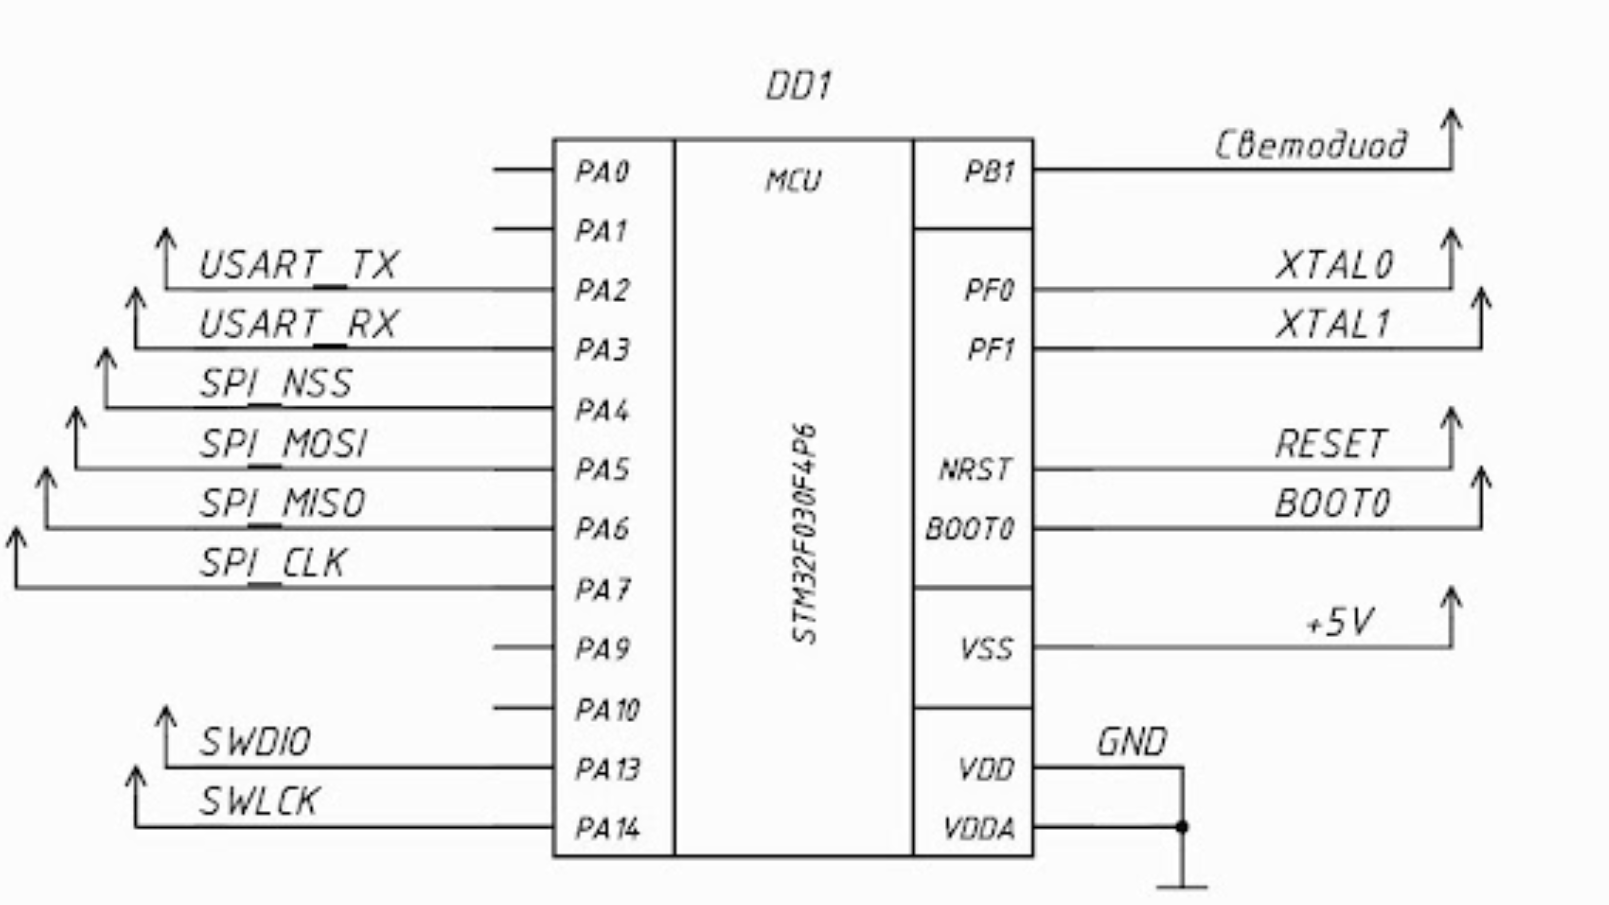 DD1
MCU
STM32F030F4P6
PA0
PA1
USART_TX PA2
USART_RX PA3
SPI_NSS PA4
SPI_MOSI PA5
SPI_MISO PA6
SPI_CLK PA7
PA9
PA10
SWDIO PA13
SWLCK PA14
PB1 Светодиод
PF0 XTAL0
PF1 XTAL1
NRST RESET
BOOT0 BOOT0
VSS +5V
VDD GND
VDDA